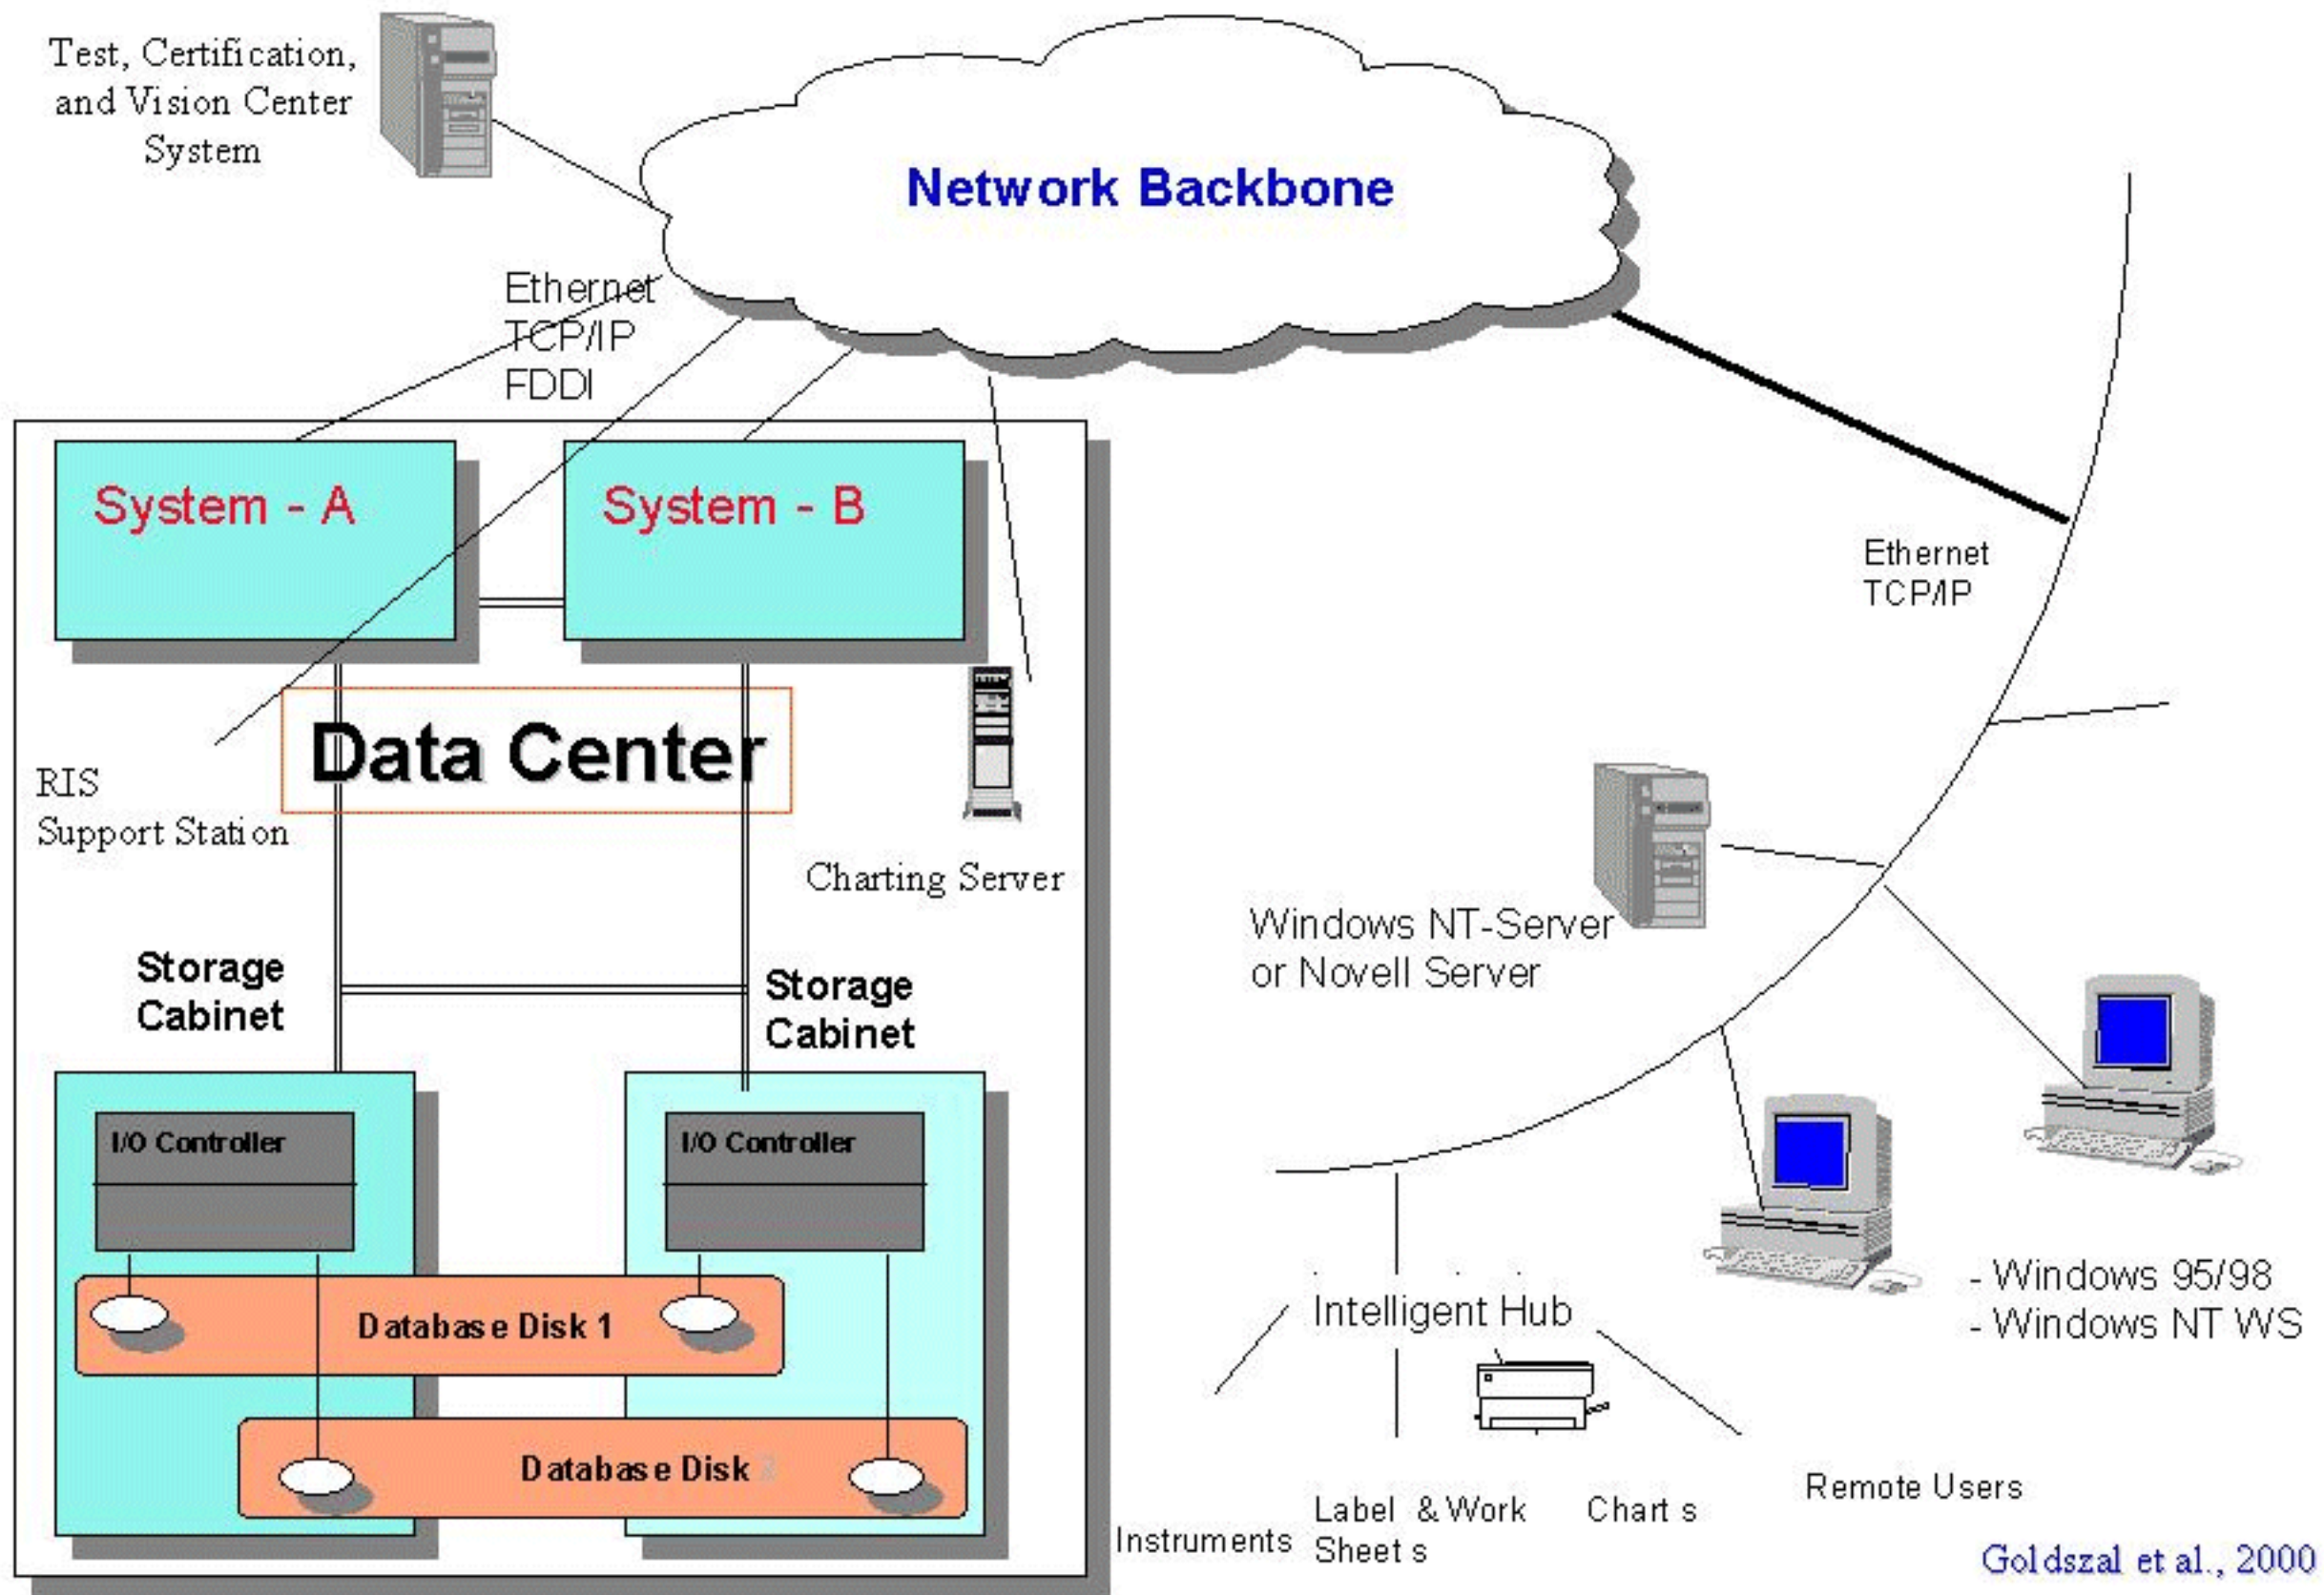 Test, Certification,
and Vision Center
System
Network Backbone
Ethernet
TCP/IP
FDDI
System - A
System - B
Ethernet
TCP/IP
Data Center
RIS
Support Station
Charting Server
Windows NT-Server
or Novell Server
Storage
Cabinet
Storage
Cabinet
I/O Controller
I/O Controller
Database Disk 1
Database Disk
Intelligent Hub
- Windows 95/98
- Windows NT WS
Instruments
Label & Work
Sheets
Charts
Remote Users
Goldszal et al., 2000